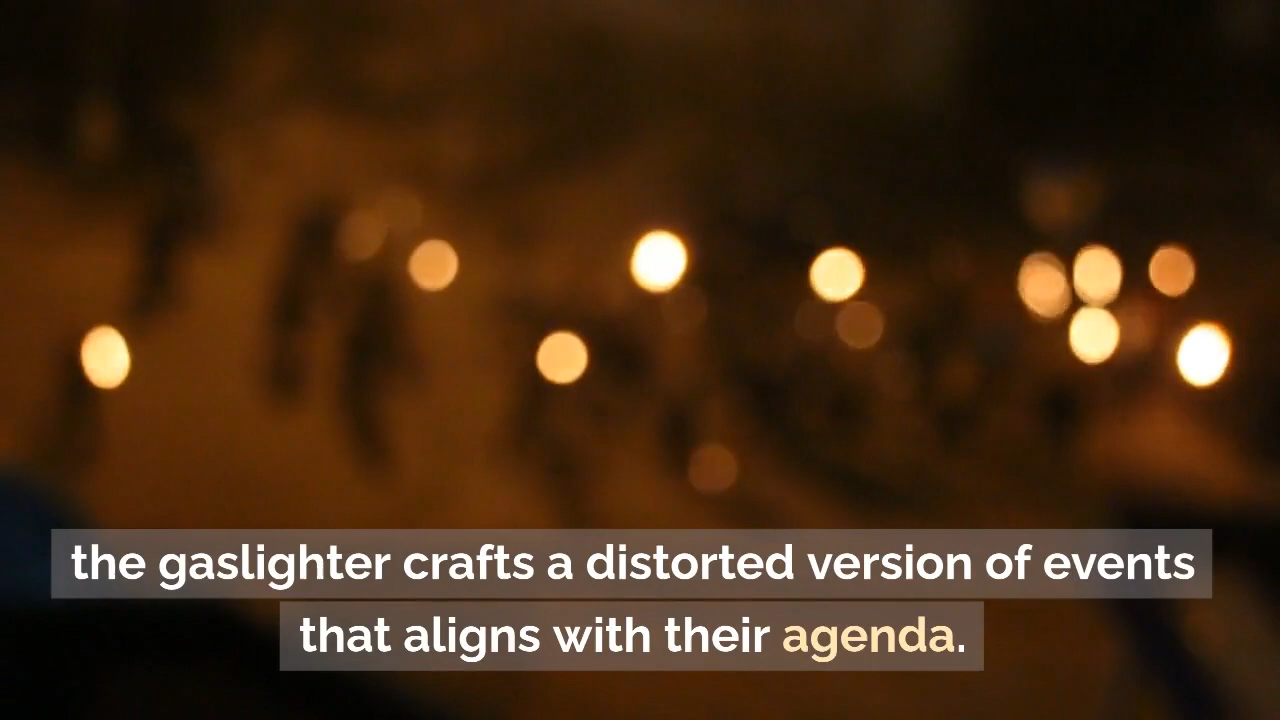 the gaslighter crafts a distorted version of events
that aligns with their agenda.